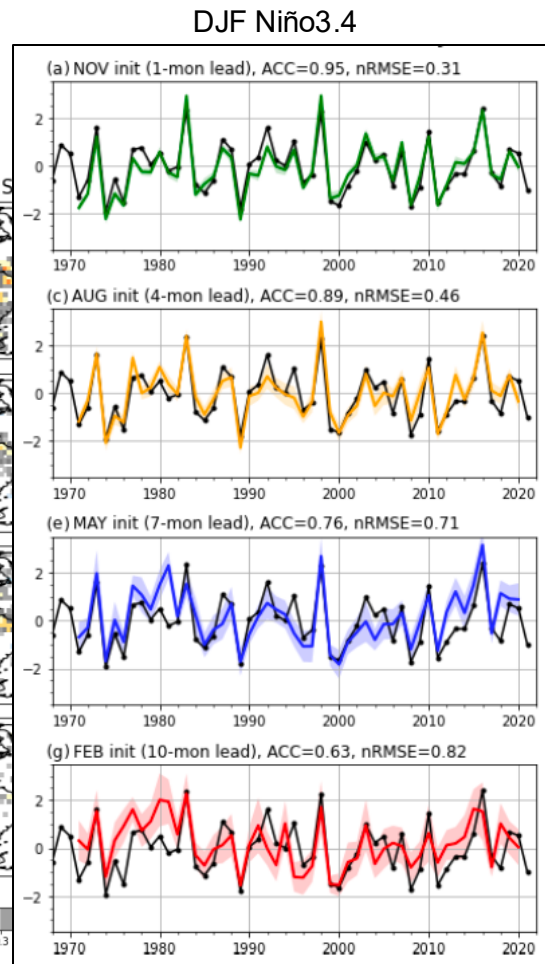 DJF Niño3.4
(a) NOV init (1-mon lead), ACC=0.95, nRMSE=0.31
2
0
−2
1970 1980 1990 2000 2010 2020
(c) AUG init (4-mon lead), ACC=0.89, nRMSE=0.46
2
0
−2
1970 1980 1990 2000 2010 2020
(e) MAY init (7-mon lead), ACC=0.76, nRMSE=0.71
2
0
−2
1970 1980 1990 2000 2010 2020
(g) FEB init (10-mon lead), ACC=0.63, nRMSE=0.82
2
0
−2
1970 1980 1990 2000 2010 2020
S